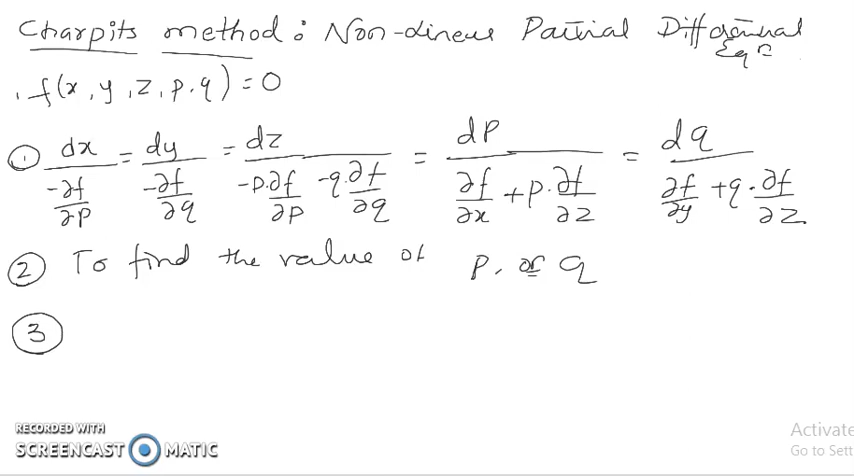 Charpits method: Non-Linear Partial Differential Eqn
f(x, y, z, p, q) = 0
① dx/(-∂f/∂p) = dy/(-∂f/∂q) = dz/(-p.∂f/∂p -q.∂f/∂q) = dp/(∂f/∂x + p.∂f/∂z) = dq/(∂f/∂y + q.∂f/∂z)
② To find the value of p, or q
③
RECORDED WITH
SCREENCAST MATIC
Activate
Go to Sett